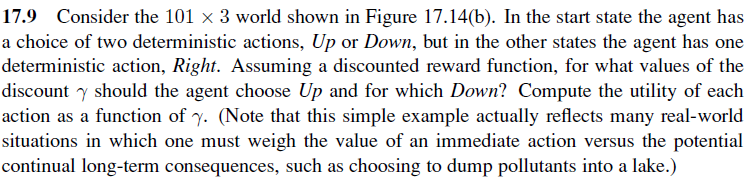 17.9 Consider the 101 × 3 world shown in Figure 17.14(b). In the start state the agent has
a choice of two deterministic actions, Up or Down, but in the other states the agent has one
deterministic action, Right. Assuming a discounted reward function, for what values of the
discount γ should the agent choose Up and for which Down? Compute the utility of each
action as a function of γ. (Note that this simple example actually reflects many real-world
situations in which one must weigh the value of an immediate action versus the potential
continual long-term consequences, such as choosing to dump pollutants into a lake.)